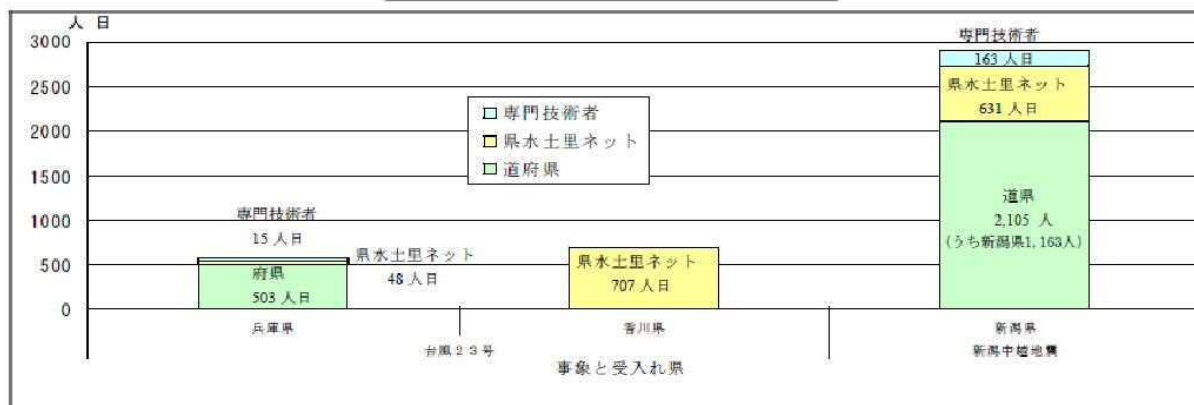 人 日
3000
2500
2000
1500
1000
500
0
専門技術者
県水土里ネット
道府県
専門技術者
15 人日
県水土里ネット
48 人日
府県
503 人日
県水土里ネット
707 人日
専門技術者
163 人日
県水土里ネット
631 人日
道県
2,105 人
(うち新潟県1,163人)
兵庫県
香川県
新潟県
台風23号
新潟中越地震
事象と受入れ県